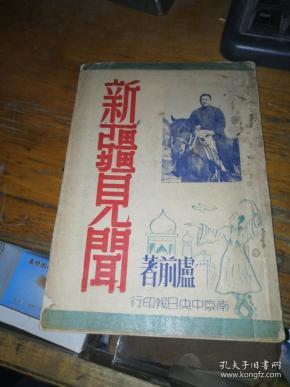 新疆見聞
盧前著
行印報日央中京南
孔夫子旧书网